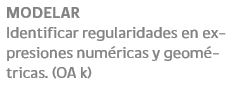 MODELAR
Identificar regularidades en ex-
presiones numéricas y geomé-
tricas. (OA k)